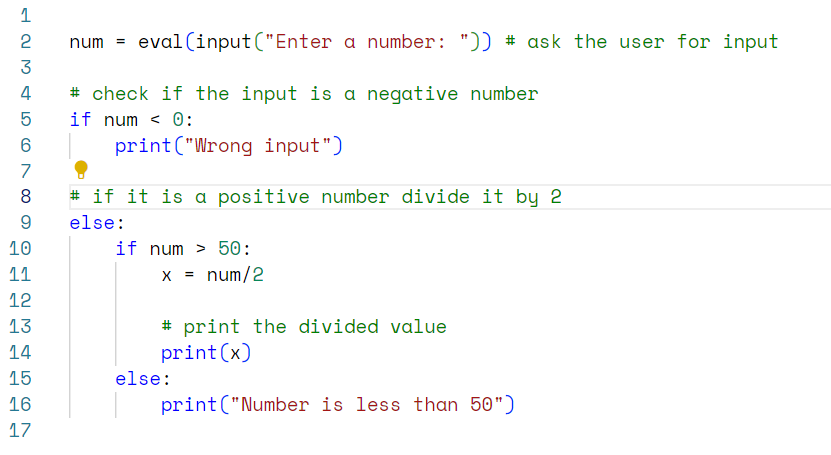 1
2 num = eval(input("Enter a number: ")) # ask the user for input
3
4 # check if the input is a negative number
5 if num < 0:
6     print("Wrong input")
7
8 # if it is a positive number divide it by 2
9 else:
10     if num > 50:
11         x = num/2
12
13         # print the divided value
14         print(x)
15     else:
16         print("Number is less than 50")
17